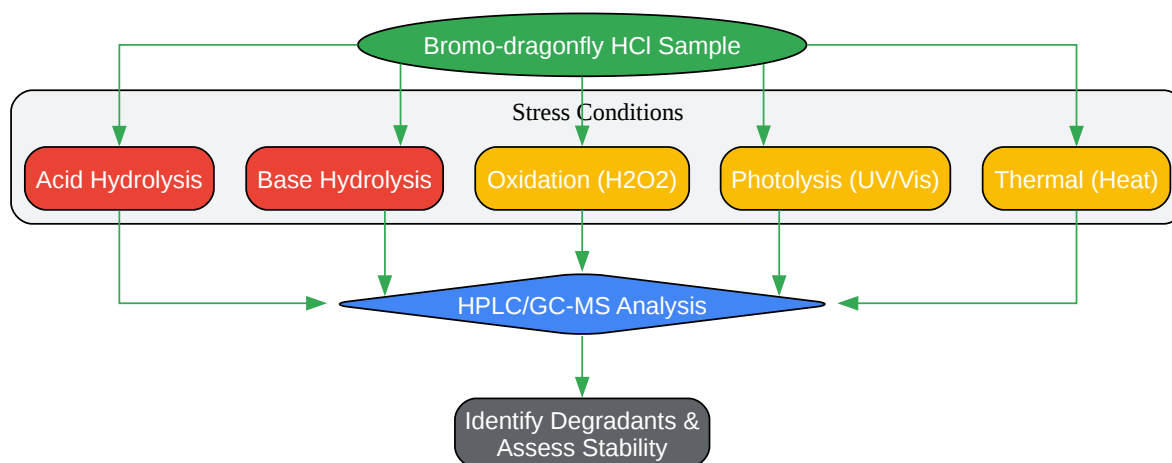 Bromo-dragonfly HCl Sample
Stress Conditions
Acid Hydrolysis
Base Hydrolysis
Oxidation (H2O2)
Photolysis (UV/Vis)
Thermal (Heat)
HPLC/GC-MS Analysis
Identify Degradants &
Assess Stability